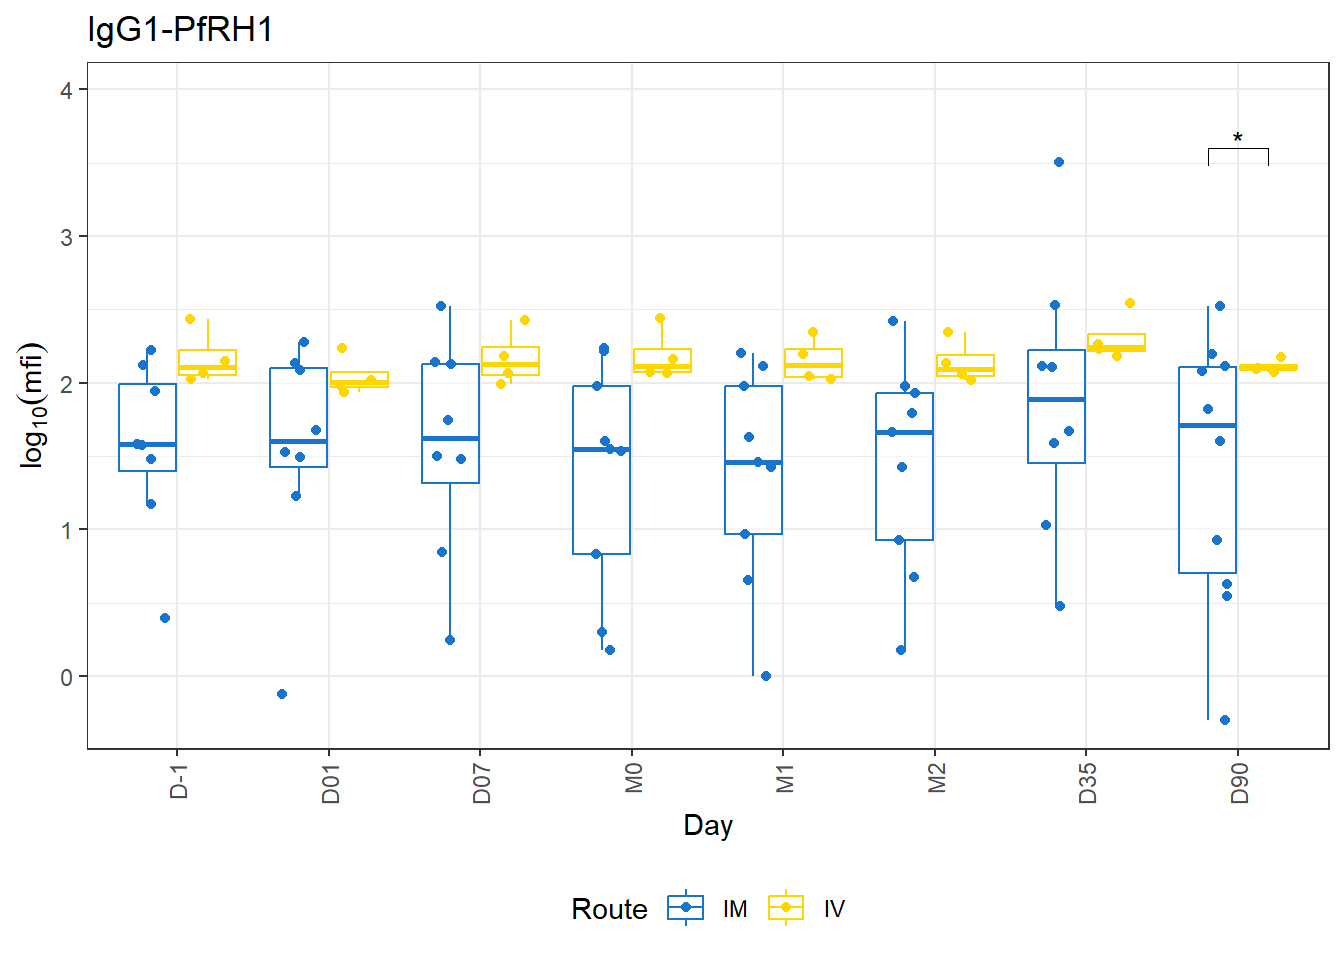 IgG1-PfRH1
4
3
2
1
0
log10(mfi)
*
D-1
D01
D07
M0
M1
M2
D35
D90
Day
Route IM IV